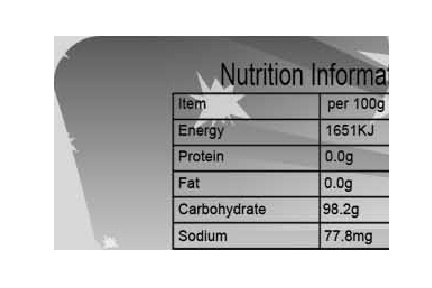 Nutrition Informa
Item per 100g
Energy 1651KJ
Protein 0.0g
Fat 0.0g
Carbohydrate 98.2g
Sodium 77.8mg